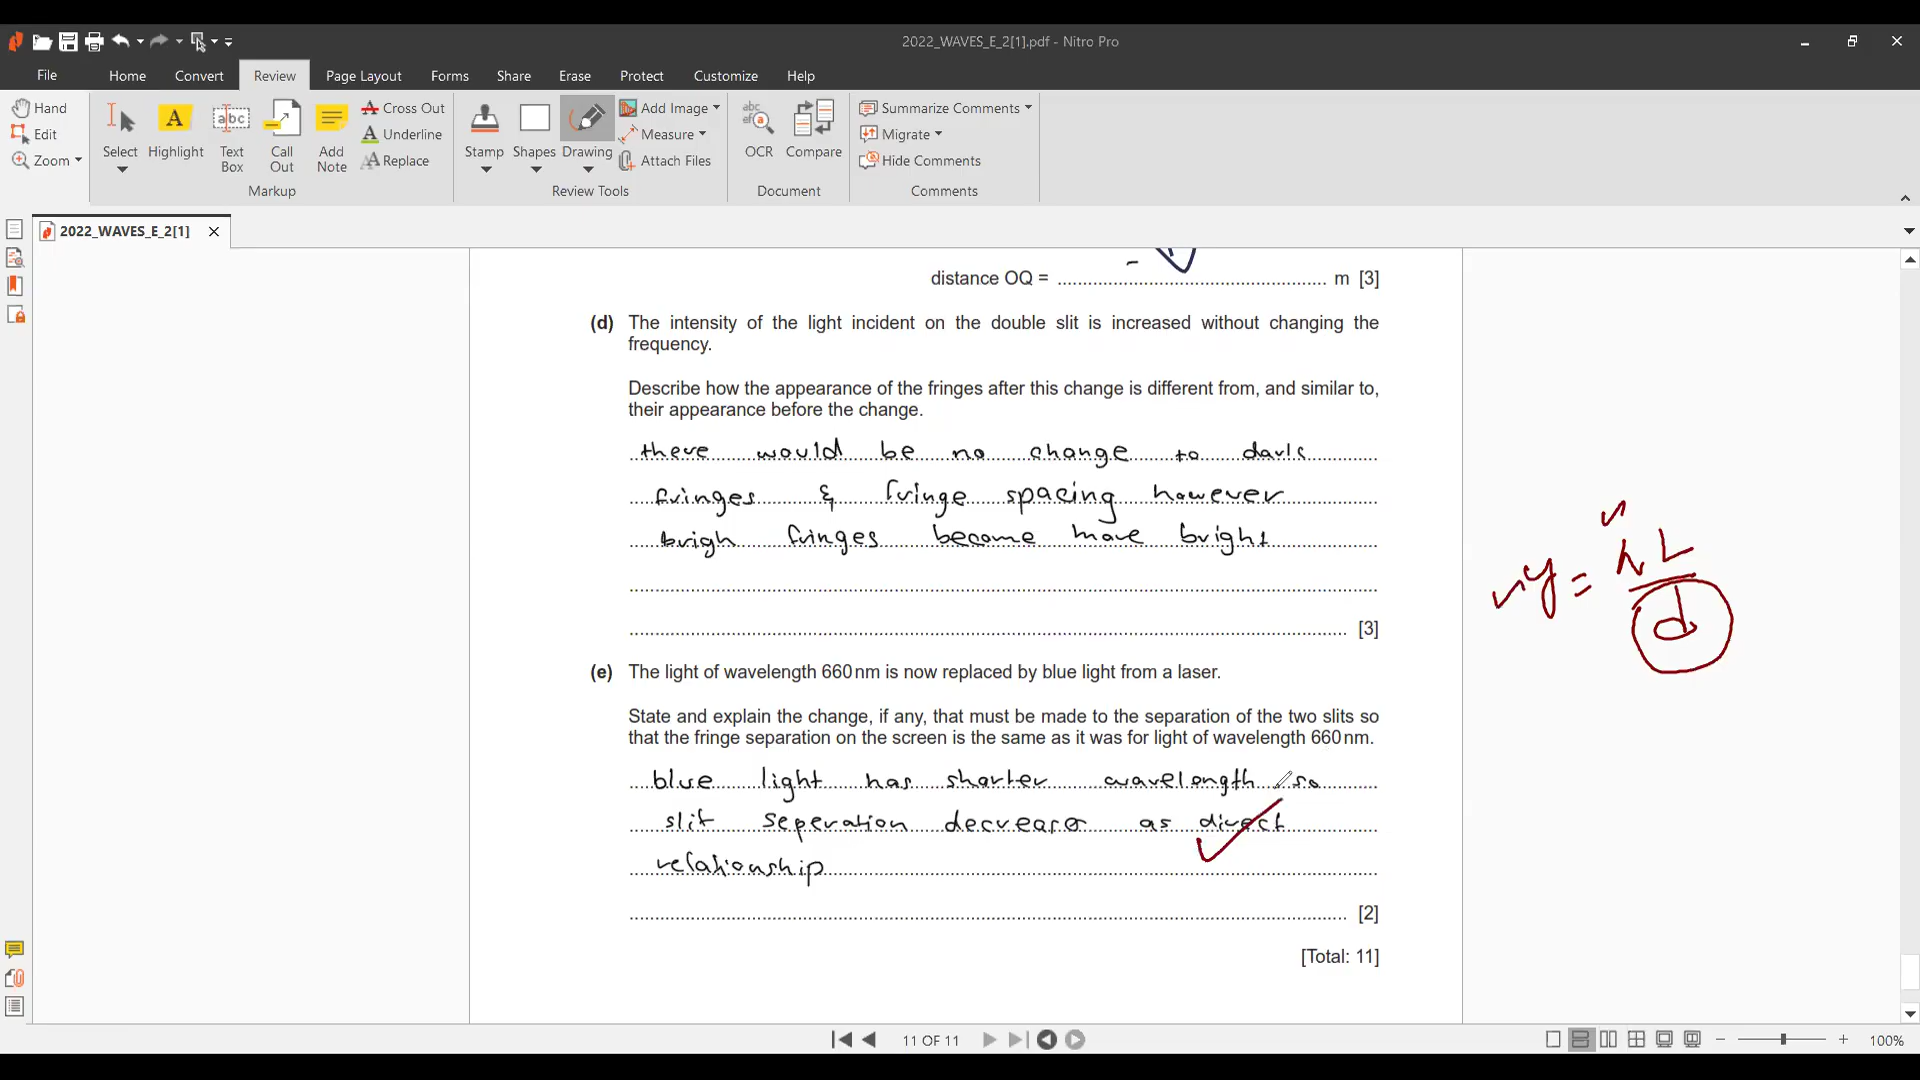 2022_WAVES_E_2[1].pdf - Nitro Pro
File Home Convert Review Page Layout Forms Share Erase Protect Customize Help
Hand
Edit
Zoom
Select
Highlight
Text Box
Call Out
Add Note
Cross Out
Underline
Replace
Markup
Stamp
Shapes
Drawing
Add Image
Measure
Attach Files
Review Tools
OCR
Compare
Document
Summarize Comments
Migrate
Hide Comments
Comments
2022_WAVES_E_2[1]
distance OQ = ........ m [3]
(d) The intensity of the light incident on the double slit is increased without changing the
frequency.
Describe how the appearance of the fringes after this change is different from, and similar to,
their appearance before the change.
there would be no change to dark
fringes & fringe spacing however
brigh fringes become more bright
[3]
y = λL
d
(e) The light of wavelength 660 nm is now replaced by blue light from a laser.
State and explain the change, if any, that must be made to the separation of the two slits so
that the fringe separation on the screen is the same as it was for light of wavelength 660 nm.
blue light has shorter wavelength so
slit seperation decreases as direct
relationship
[2]
[Total: 11]
11 OF 11
100%